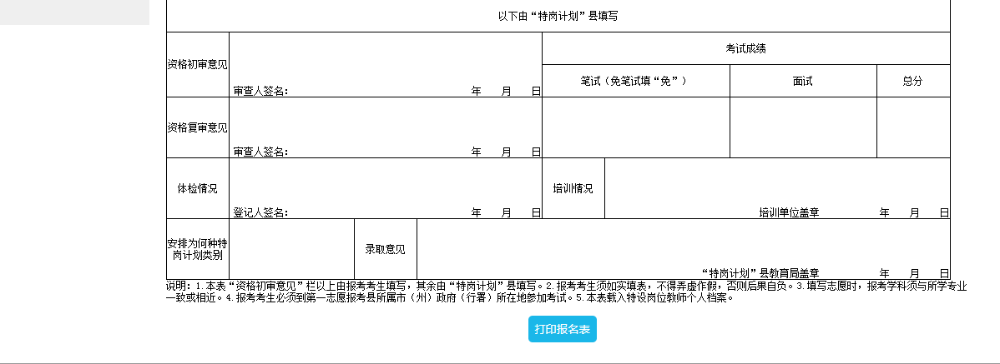 以下由“特岗计划”县填写
资格初审意见
审查人签名： 年 月 日
考试成绩
笔试（免笔试填“免”） 面试 总分
资格复审意见
审查人签名： 年 月 日
体检情况
登记人签名： 年 月 日
培训情况
培训单位盖章 年 月 日
安排为何种特
岗计划类别
录取意见
“特岗计划”县教育局盖章 年 月 日
说明：1.本表“资格初审意见”栏以上由报考考生填写，其余由“特岗计划”县填写。2.报考考生须如实填表，不得弄虚作假，否则后果自负。3.填写志愿时，报考学科须与所学专业
一致或相近。4.报考考生必须到第一志愿报考县所属市（州）政府（行署）所在地参加考试。5.本表载入特设岗位教师个人档案。
打印报名表